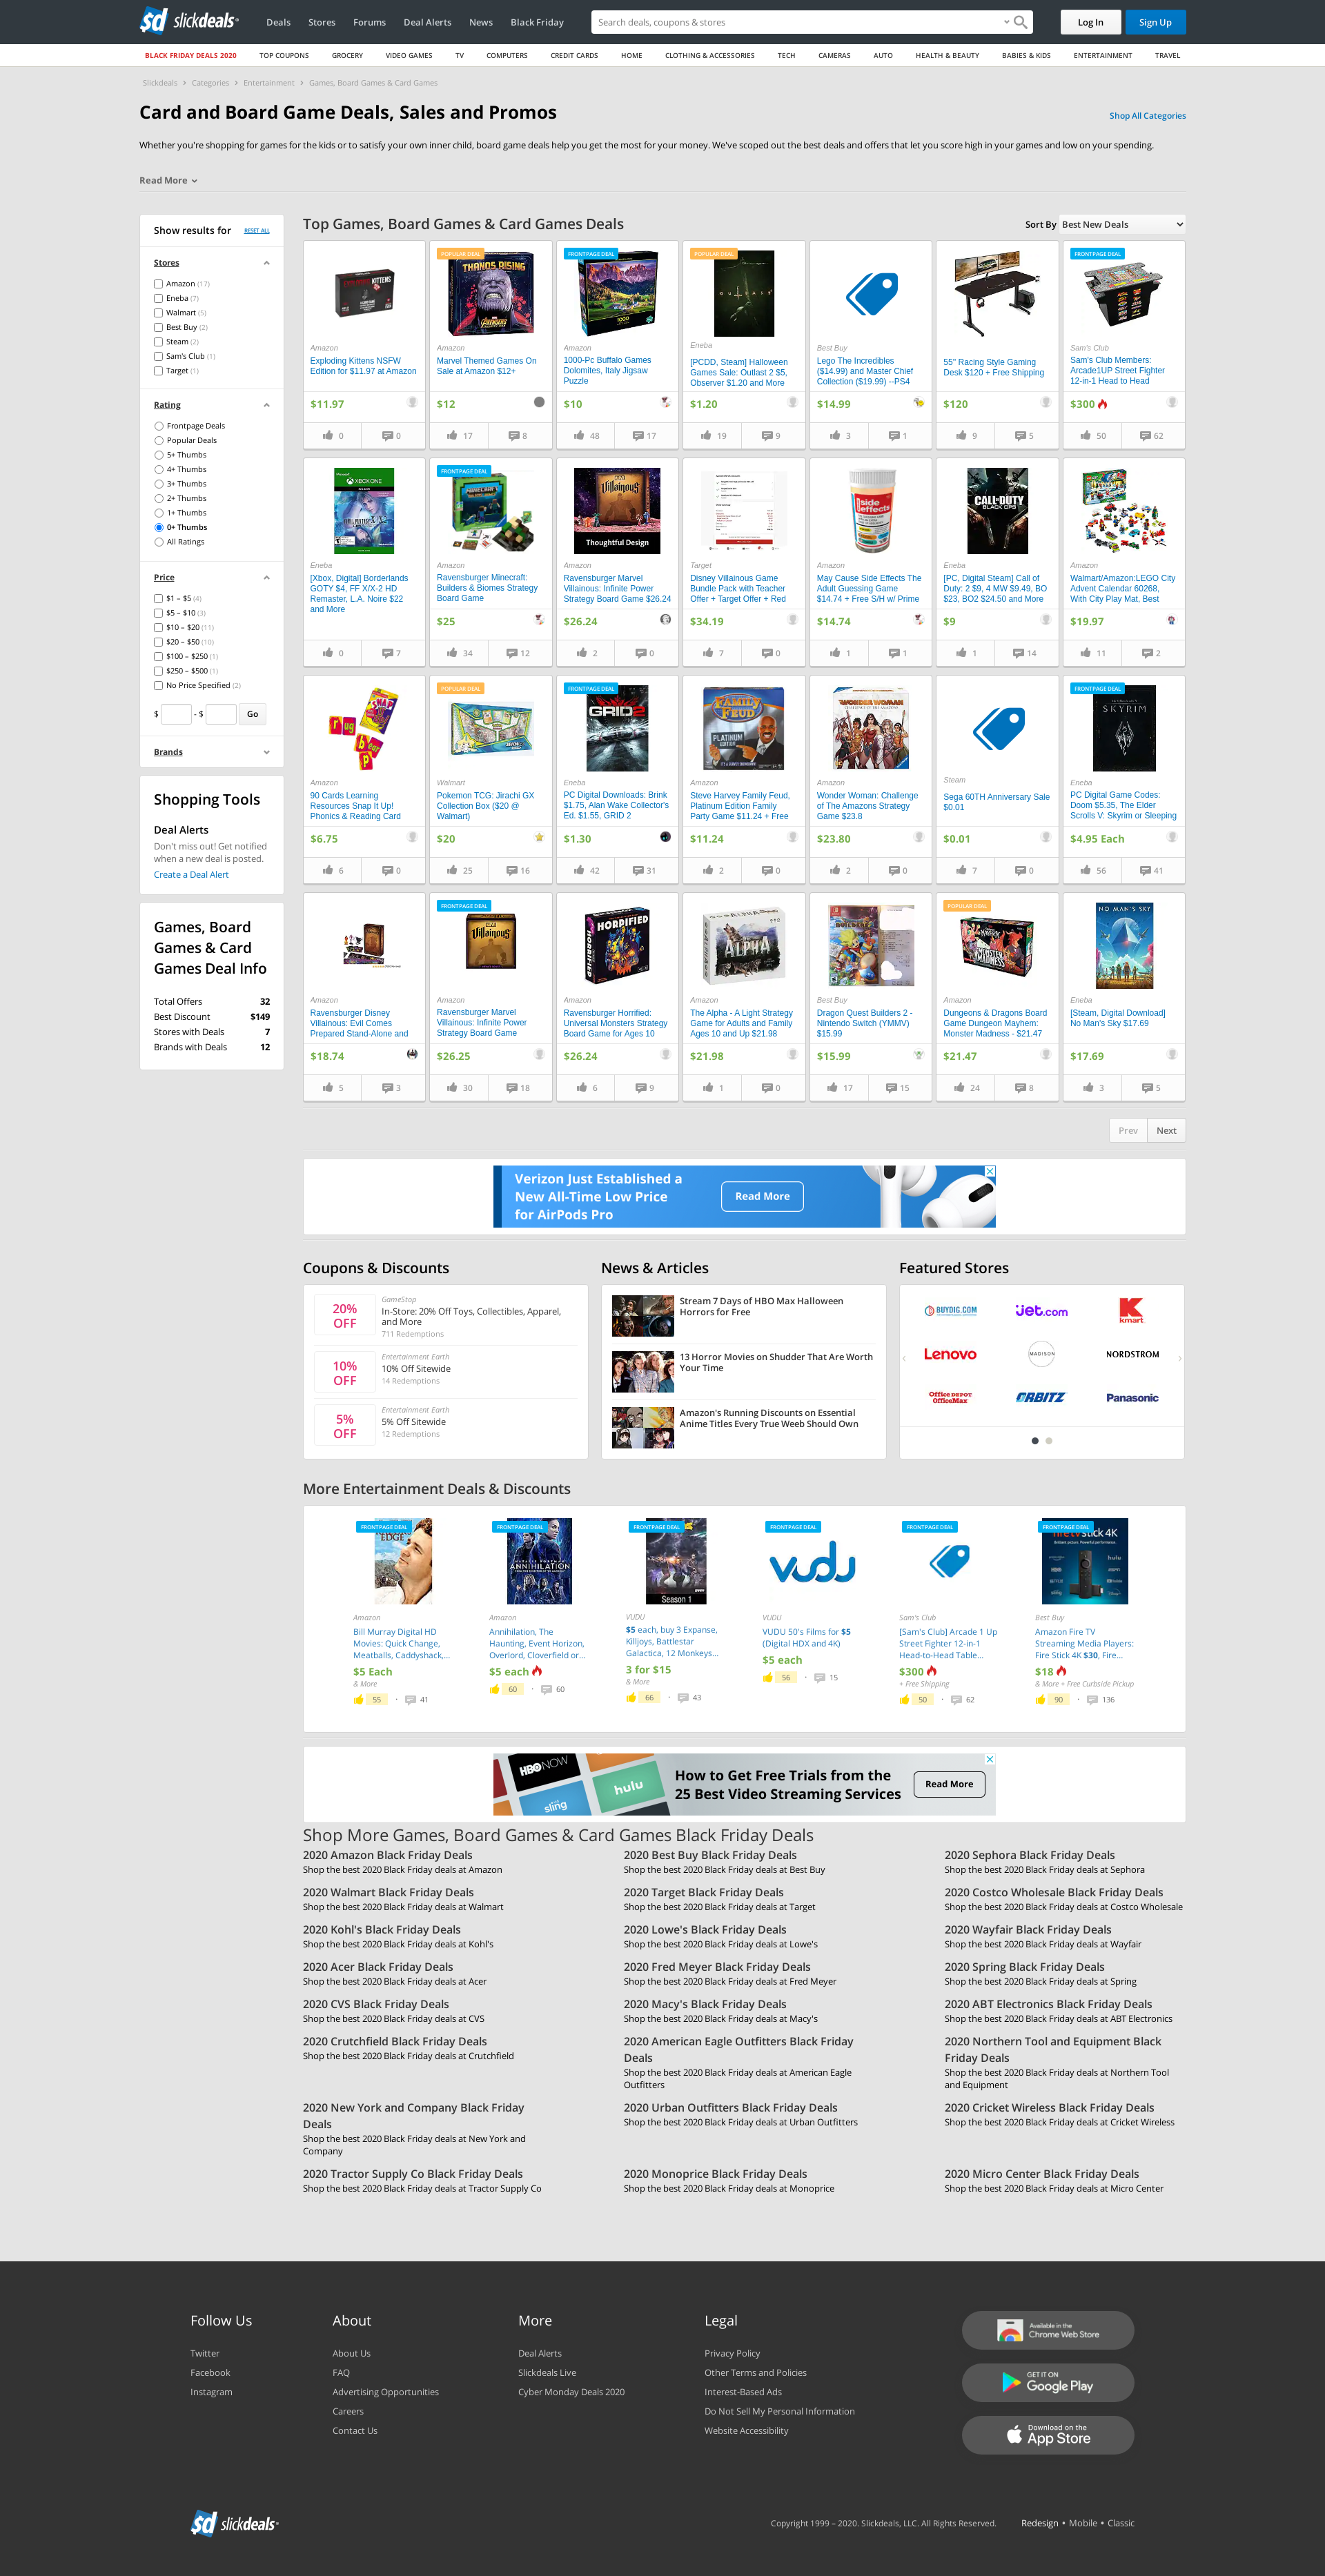 slickdeals
Deals
Stores
Forums
Deal Alerts
News
Black Friday
Search deals, coupons & stores
Log In
Sign Up
BLACK FRIDAY DEALS 2020
TOP COUPONS
GROCERY
VIDEO GAMES
TV
COMPUTERS
CREDIT CARDS
HOME
CLOTHING & ACCESSORIES
TECH
CAMERAS
AUTO
HEALTH & BEAUTY
BABIES & KIDS
ENTERTAINMENT
TRAVEL
Slickdeals > Categories > Entertainment > Games, Board Games & Card Games
Card and Board Game Deals, Sales and Promos
Shop All Categories
Whether you're shopping for games for the kids or to satisfy your own inner child, board game deals help you get the most for your money. We've scoped out the best deals and offers that let you score high in your games and low on your spending.
Read More
Show results for
RESET ALL
Stores
Amazon (17)
Eneba (7)
Walmart (5)
Best Buy (2)
Steam (2)
Sam's Club (1)
Target (1)
Rating
Frontpage Deals
Popular Deals
5+ Thumbs
4+ Thumbs
3+ Thumbs
2+ Thumbs
1+ Thumbs
0+ Thumbs
All Ratings
Price
$1 – $5 (4)
$5 – $10 (3)
$10 – $20 (11)
$20 – $50 (10)
$100 – $250 (1)
$250 – $500 (1)
No Price Specified (2)
$ - $ Go
Brands
Shopping Tools
Deal Alerts
Don't miss out! Get notified
when a new deal is posted.
Create a Deal Alert
Games, Board
Games & Card
Games Deal Info
Total Offers 32
Best Discount $149
Stores with Deals 7
Brands with Deals 12
Top Games, Board Games & Card Games Deals
Sort By Best New Deals
Amazon
Exploding Kittens NSFW
Edition for $11.97 at Amazon
$11.97
0 0
POPULAR DEAL
THANOS RISING
Amazon
Marvel Themed Games On
Sale at Amazon $12+
$12
17 8
FRONTPAGE DEAL
Amazon
1000-Pc Buffalo Games
Dolomites, Italy Jigsaw
Puzzle
$10
48 17
POPULAR DEAL
OUTLAST
Eneba
[PCDD, Steam] Halloween
Games Sale: Outlast 2 $5,
Observer $1.20 and More
$1.20
19 9
Best Buy
Lego The Incredibles
($14.99) and Master Chief
Collection ($19.99) --PS4
$14.99
3 1
55" Racing Style Gaming
Desk $120 + Free Shipping
$120
9 5
FRONTPAGE DEAL
Sam's Club
Sam's Club Members:
Arcade1UP Street Fighter
12-in-1 Head to Head
$300
50 62
XBOX ONE
Eneba
[Xbox, Digital] Borderlands
GOTY $4, FF X/X-2 HD
Remaster, L.A. Noire $22
and More
0 7
FRONTPAGE DEAL
Amazon
Ravensburger Minecraft:
Builders & Biomes Strategy
Board Game
$25
34 12
Villainous
Thoughtful Design
Amazon
Ravensburger Marvel
Villainous: Infinite Power
Strategy Board Game $26.24
$26.24
2 0
Target
Disney Villainous Game
Bundle Pack with Teacher
Offer + Target Offer + Red
$34.19
7 0
side effects
Amazon
May Cause Side Effects The
Adult Guessing Game
$14.74 + Free S/H w/ Prime
$14.74
1 1
CALL OF DUTY
BLACK OPS
Eneba
[PC, Digital Steam] Call of
Duty: 2 $9, 4 MW $9.49, BO
$23, BO2 $24.50 and More
$9
1 14
Amazon
Walmart/Amazon:LEGO City
Advent Calendar 60268,
With City Play Mat, Best
$19.97
11 2
Amazon
90 Cards Learning
Resources Snap It Up!
Phonics & Reading Card
$6.75
6 0
POPULAR DEAL
Walmart
Pokemon TCG: Jirachi GX
Collection Box ($20 @
Walmart)
$20
25 16
FRONTPAGE DEAL
GRID 2
Eneba
PC Digital Downloads: Brink
$1.75, Alan Wake Collector's
Ed. $1.55, GRID 2
$1.30
42 31
FAMILY FEUD
PLATINUM EDITION
Amazon
Steve Harvey Family Feud,
Platinum Edition Family
Party Game $11.24 + Free
$11.24
2 0
WONDER WOMAN
Amazon
Wonder Woman: Challenge
of The Amazons Strategy
Game $23.8
$23.80
2 0
Steam
Sega 60TH Anniversary Sale
$0.01
$0.01
7 0
FRONTPAGE DEAL
SKYRIM
Eneba
PC Digital Game Codes:
Doom $5.35, The Elder
Scrolls V: Skyrim or Sleeping
$4.95 Each
56 41
Amazon
Ravensburger Disney
Villainous: Evil Comes
Prepared Stand-Alone and
$18.74
5 3
FRONTPAGE DEAL
Villainous
Amazon
Ravensburger Marvel
Villainous: Infinite Power
Strategy Board Game
$26.25
30 18
HORRIFIED
Amazon
Ravensburger Horrified:
Universal Monsters Strategy
Board Game for Ages 10
$26.24
6 9
ALPHA
Amazon
The Alpha - A Light Strategy
Game for Adults and Family
Ages 10 and Up $21.98
$21.98
1 0
BUILDERS
Best Buy
Dragon Quest Builders 2 -
Nintendo Switch (YMMV)
$15.99
$15.99
17 15
POPULAR DEAL
MONSTER MADNESS
Amazon
Dungeons & Dragons Board
Game Dungeon Mayhem:
Monster Madness - $21.47
$21.47
24 8
NO MAN'S SKY
Eneba
[Steam, Digital Download]
No Man's Sky $17.69
$17.69
3 5
Prev
Next
Verizon Just Established a
New All-Time Low Price
for AirPods Pro
Read More
Coupons & Discounts
20%
OFF
GameStop
In-Store: 20% Off Toys, Collectibles, Apparel,
and More
711 Redemptions
10%
OFF
Entertainment Earth
10% Off Sitewide
14 Redemptions
5%
OFF
Entertainment Earth
5% Off Sitewide
12 Redemptions
News & Articles
Stream 7 Days of HBO Max Halloween
Horrors for Free
13 Horror Movies on Shudder That Are Worth
Your Time
Amazon's Running Discounts on Essential
Anime Titles Every True Weeb Should Own
Featured Stores
BUYDIG.COM
jet.com
kmart
Lenovo
MADISON
NORDSTROM
Office DEPOT
OfficeMax
ORBITZ
Panasonic
More Entertainment Deals & Discounts
FRONTPAGE DEAL
EDGE
Amazon
Bill Murray Digital HD
Movies: Quick Change,
Meatballs, Caddyshack,...
$5 Each
& More
55 · 41
FRONTPAGE DEAL
ANNIHILATION
Amazon
Annihilation, The
Haunting, Event Horizon,
Overlord, Cloverfield or...
$5 each
60 · 60
FRONTPAGE DEAL
Season 1
VUDU
$5 each, buy 3 Expanse,
Killjoys, Battlestar
Galactica, 12 Monkeys...
3 for $15
& More
66 · 43
FRONTPAGE DEAL
vudu
VUDU
VUDU 50's Films for $5
(Digital HDX and 4K)
$5 each
56 · 15
FRONTPAGE DEAL
Sam's Club
[Sam's Club] Arcade 1 Up
Street Fighter 12-in-1
Head-to-Head Table...
$300
+ Free Shipping
50 · 62
FRONTPAGE DEAL
firetvstick 4K
hulu
Best Buy
Amazon Fire TV
Streaming Media Players:
Fire Stick 4K $30, Fire...
$18
& More + Free Curbside Pickup
90 · 136
HBO NOW
sling
hulu
How to Get Free Trials from the
25 Best Video Streaming Services
Read More
Shop More Games, Board Games & Card Games Black Friday Deals
2020 Amazon Black Friday Deals
Shop the best 2020 Black Friday deals at Amazon
2020 Best Buy Black Friday Deals
Shop the best 2020 Black Friday deals at Best Buy
2020 Sephora Black Friday Deals
Shop the best 2020 Black Friday deals at Sephora
2020 Walmart Black Friday Deals
Shop the best 2020 Black Friday deals at Walmart
2020 Target Black Friday Deals
Shop the best 2020 Black Friday deals at Target
2020 Costco Wholesale Black Friday Deals
Shop the best 2020 Black Friday deals at Costco Wholesale
2020 Kohl's Black Friday Deals
Shop the best 2020 Black Friday deals at Kohl's
2020 Lowe's Black Friday Deals
Shop the best 2020 Black Friday deals at Lowe's
2020 Wayfair Black Friday Deals
Shop the best 2020 Black Friday deals at Wayfair
2020 Acer Black Friday Deals
Shop the best 2020 Black Friday deals at Acer
2020 Fred Meyer Black Friday Deals
Shop the best 2020 Black Friday deals at Fred Meyer
2020 Spring Black Friday Deals
Shop the best 2020 Black Friday deals at Spring
2020 CVS Black Friday Deals
Shop the best 2020 Black Friday deals at CVS
2020 Macy's Black Friday Deals
Shop the best 2020 Black Friday deals at Macy's
2020 ABT Electronics Black Friday Deals
Shop the best 2020 Black Friday deals at ABT Electronics
2020 Crutchfield Black Friday Deals
Shop the best 2020 Black Friday deals at Crutchfield
2020 American Eagle Outfitters Black Friday
Deals
Shop the best 2020 Black Friday deals at American Eagle
Outfitters
2020 Northern Tool and Equipment Black
Friday Deals
Shop the best 2020 Black Friday deals at Northern Tool
and Equipment
2020 New York and Company Black Friday
Deals
Shop the best 2020 Black Friday deals at New York and
Company
2020 Urban Outfitters Black Friday Deals
Shop the best 2020 Black Friday deals at Urban Outfitters
2020 Cricket Wireless Black Friday Deals
Shop the best 2020 Black Friday deals at Cricket Wireless
2020 Tractor Supply Co Black Friday Deals
Shop the best 2020 Black Friday deals at Tractor Supply Co
2020 Monoprice Black Friday Deals
Shop the best 2020 Black Friday deals at Monoprice
2020 Micro Center Black Friday Deals
Shop the best 2020 Black Friday deals at Micro Center
Follow Us
Twitter
Facebook
Instagram
About
About Us
FAQ
Advertising Opportunities
Careers
Contact Us
More
Deal Alerts
Slickdeals Live
Cyber Monday Deals 2020
Legal
Privacy Policy
Other Terms and Policies
Interest-Based Ads
Do Not Sell My Personal Information
Website Accessibility
Available in the
Chrome Web Store
GET IT ON
Google Play
Download on the
App Store
slickdeals
Copyright 1999 – 2020. Slickdeals, LLC. All Rights Reserved.
Redesign • Mobile • Classic